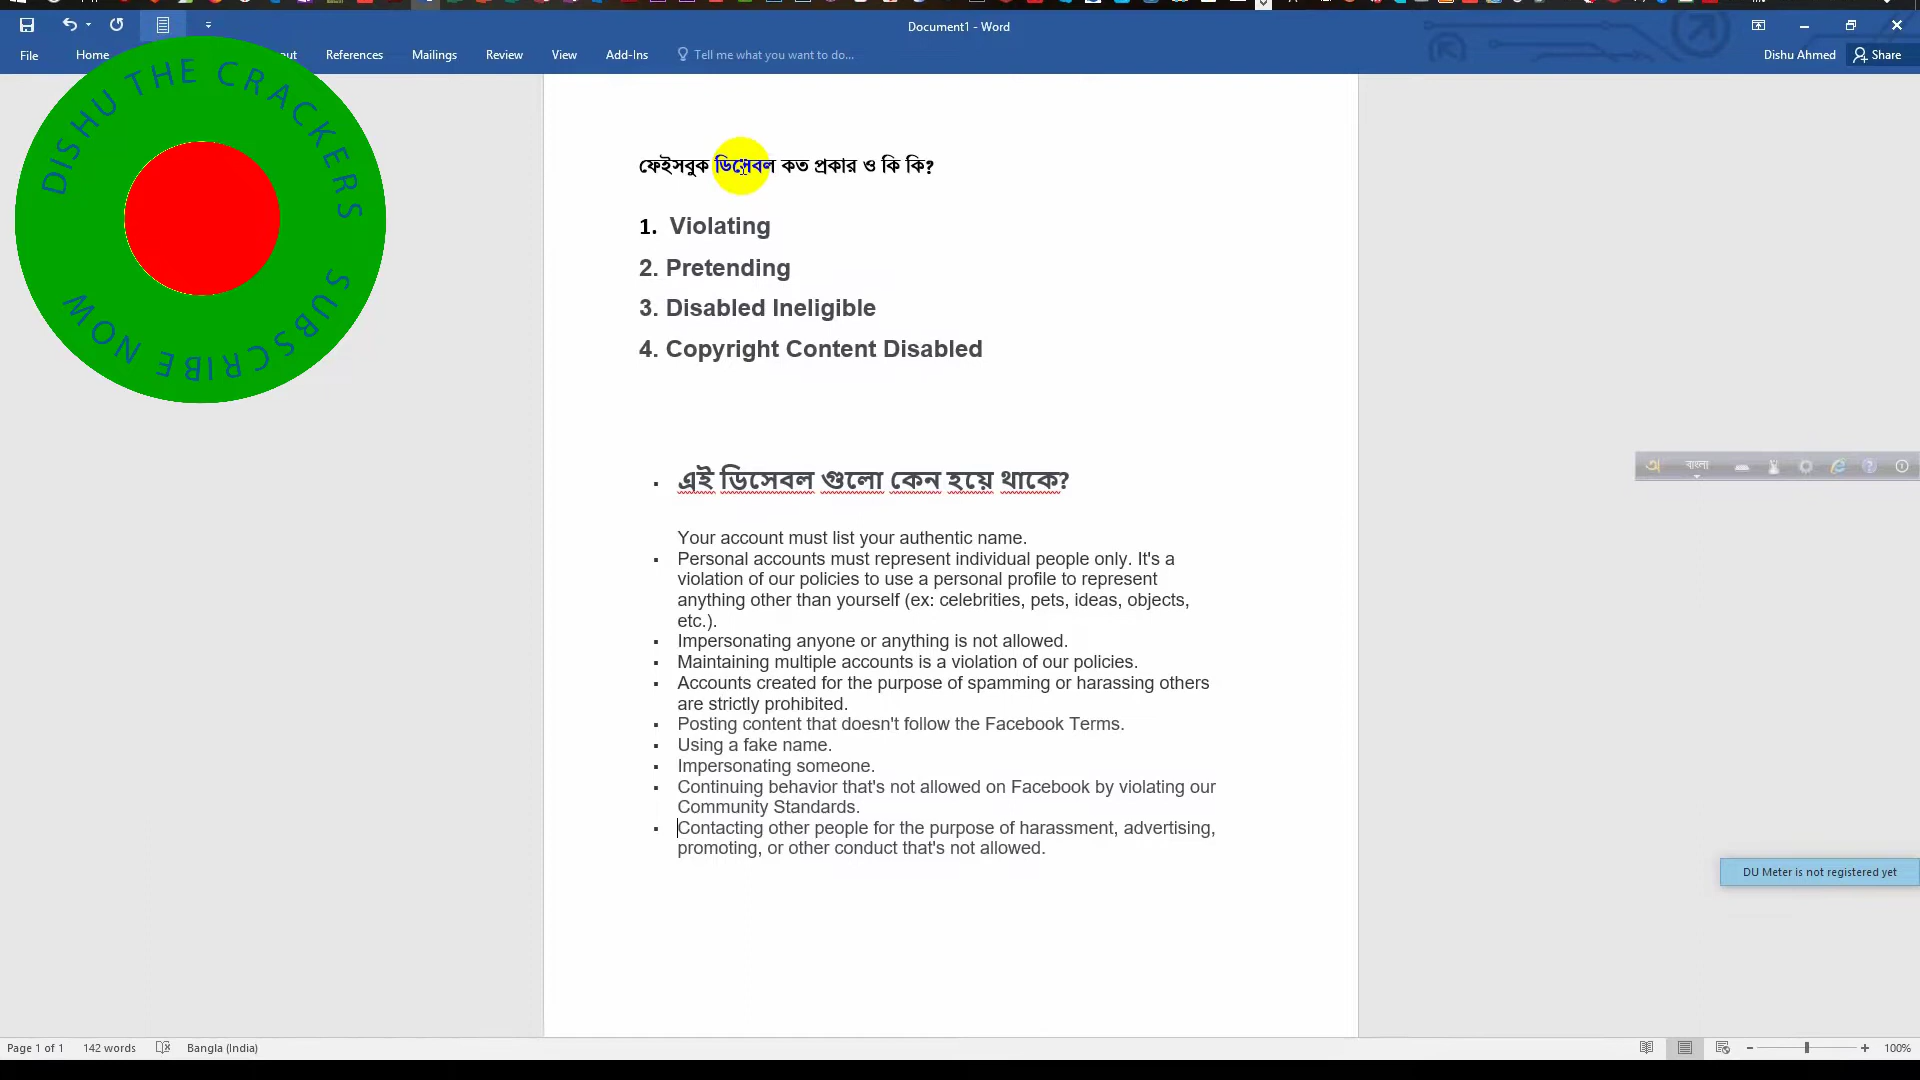 Document1 - Word
File
Home
References
Mailings
Review
View
Add-Ins
Tell me what you want to do...
Dishu Ahmed
Share
DISHU THE CRACKERS
SUBSCRIBE NOW
ফেইসবুক ডিসেবল কত প্রকার ও কি কি?
1. Violating
2. Pretending
3. Disabled Ineligible
4. Copyright Content Disabled
▪ এই ডিসেবল গুলো কেন হয়ে থাকে?
বাংলা
Your account must list your authentic name.
▪ Personal accounts must represent individual people only. It's a
violation of our policies to use a personal profile to represent
anything other than yourself (ex: celebrities, pets, ideas, objects,
etc.).
▪ Impersonating anyone or anything is not allowed.
▪ Maintaining multiple accounts is a violation of our policies.
▪ Accounts created for the purpose of spamming or harassing others
are strictly prohibited.
▪ Posting content that doesn't follow the Facebook Terms.
▪ Using a fake name.
▪ Impersonating someone.
▪ Continuing behavior that's not allowed on Facebook by violating our
Community Standards.
▪ Contacting other people for the purpose of harassment, advertising,
promoting, or other conduct that's not allowed.
DU Meter is not registered yet
Page 1 of 1
142 words
Bangla (India)
100%